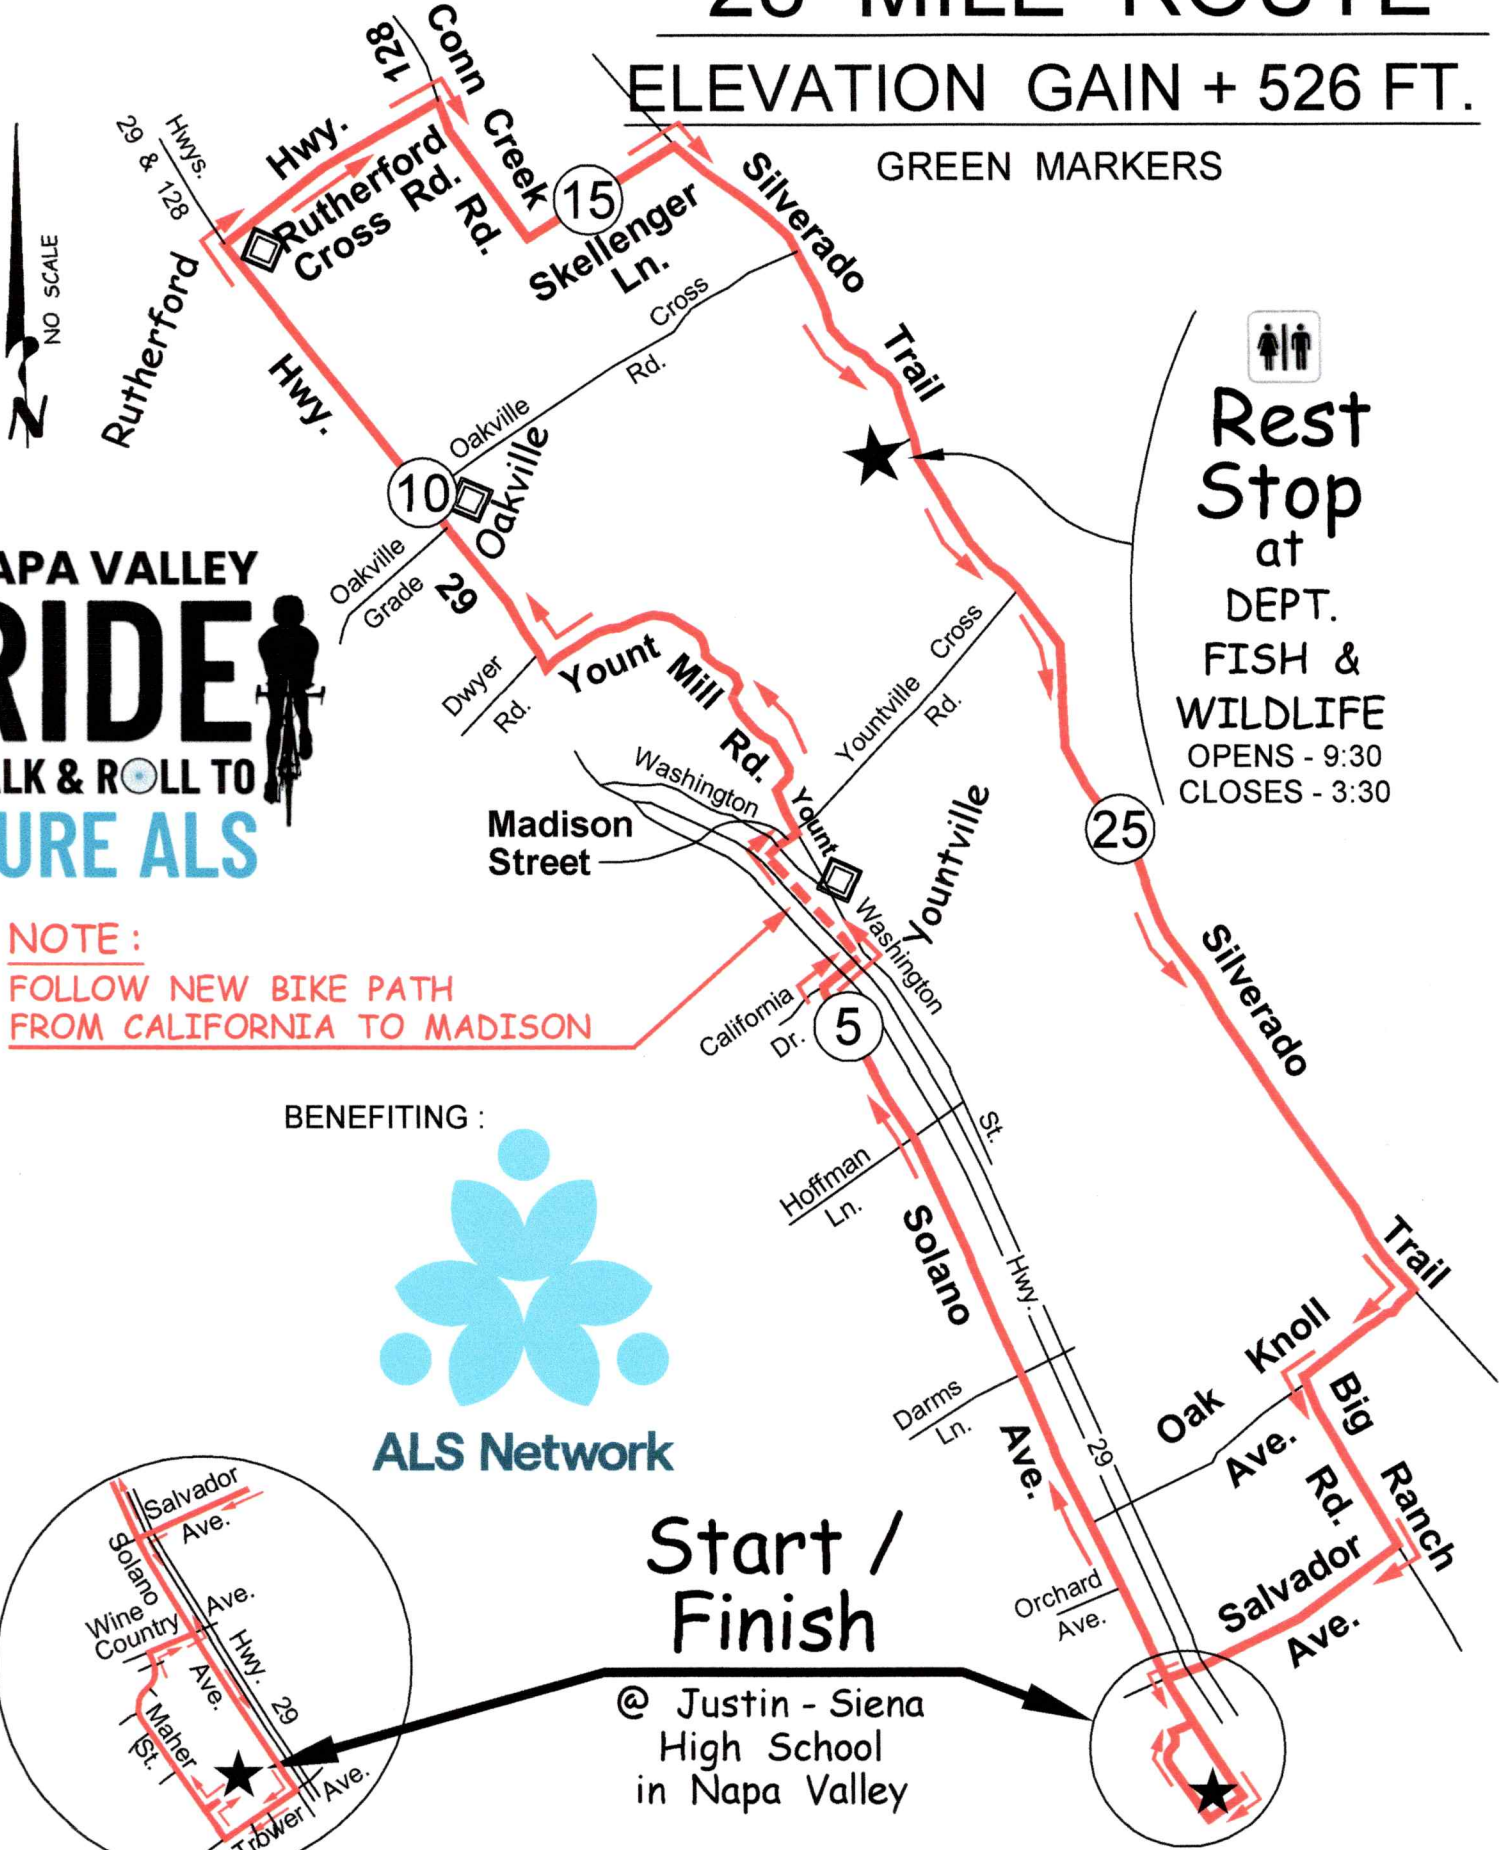 28 MILE ROUTE
ELEVATION GAIN + 526 FT.
GREEN MARKERS
128
Conn Creek Rd.
Hwy.
Rutherford
Cross Rd.
Hwys.
29 & 128
15
Skellenger
Ln.
Silverado
Trail
NO SCALE
N
Rutherford
Hwy.
29
Oakville Cross
Rd.
10
Oakville
Oakville
Grade
Rest
Stop
at
DEPT.
FISH &
WILDLIFE
OPENS - 9:30
CLOSES - 3:30
APA VALLEY
RIDE
LK & ROLL TO
URE ALS
Dwyer
Rd.
Yount Mill Rd.
Yountville Cross
Rd.
Washington
Madison
Street
Yount
Yountville
Washington
St.
25
NOTE :
FOLLOW NEW BIKE PATH
FROM CALIFORNIA TO MADISON
California
Dr.
5
Silverado
Trail
BENEFITING :
ALS Network
Hoffman
Ln.
Solano
Ave.
Hwy.
29
Darms
Ln.
Oak Knoll
Ave.
Big Ranch
Rd.
Orchard
Ave.
Salvador
Ave.
Start /
Finish
@ Justin - Siena
High School
in Napa Valley
Salvador
Ave.
Solano
Ave.
Wine
Country
Ave.
Hwy. 29
Maher
St.
Trower Ave.